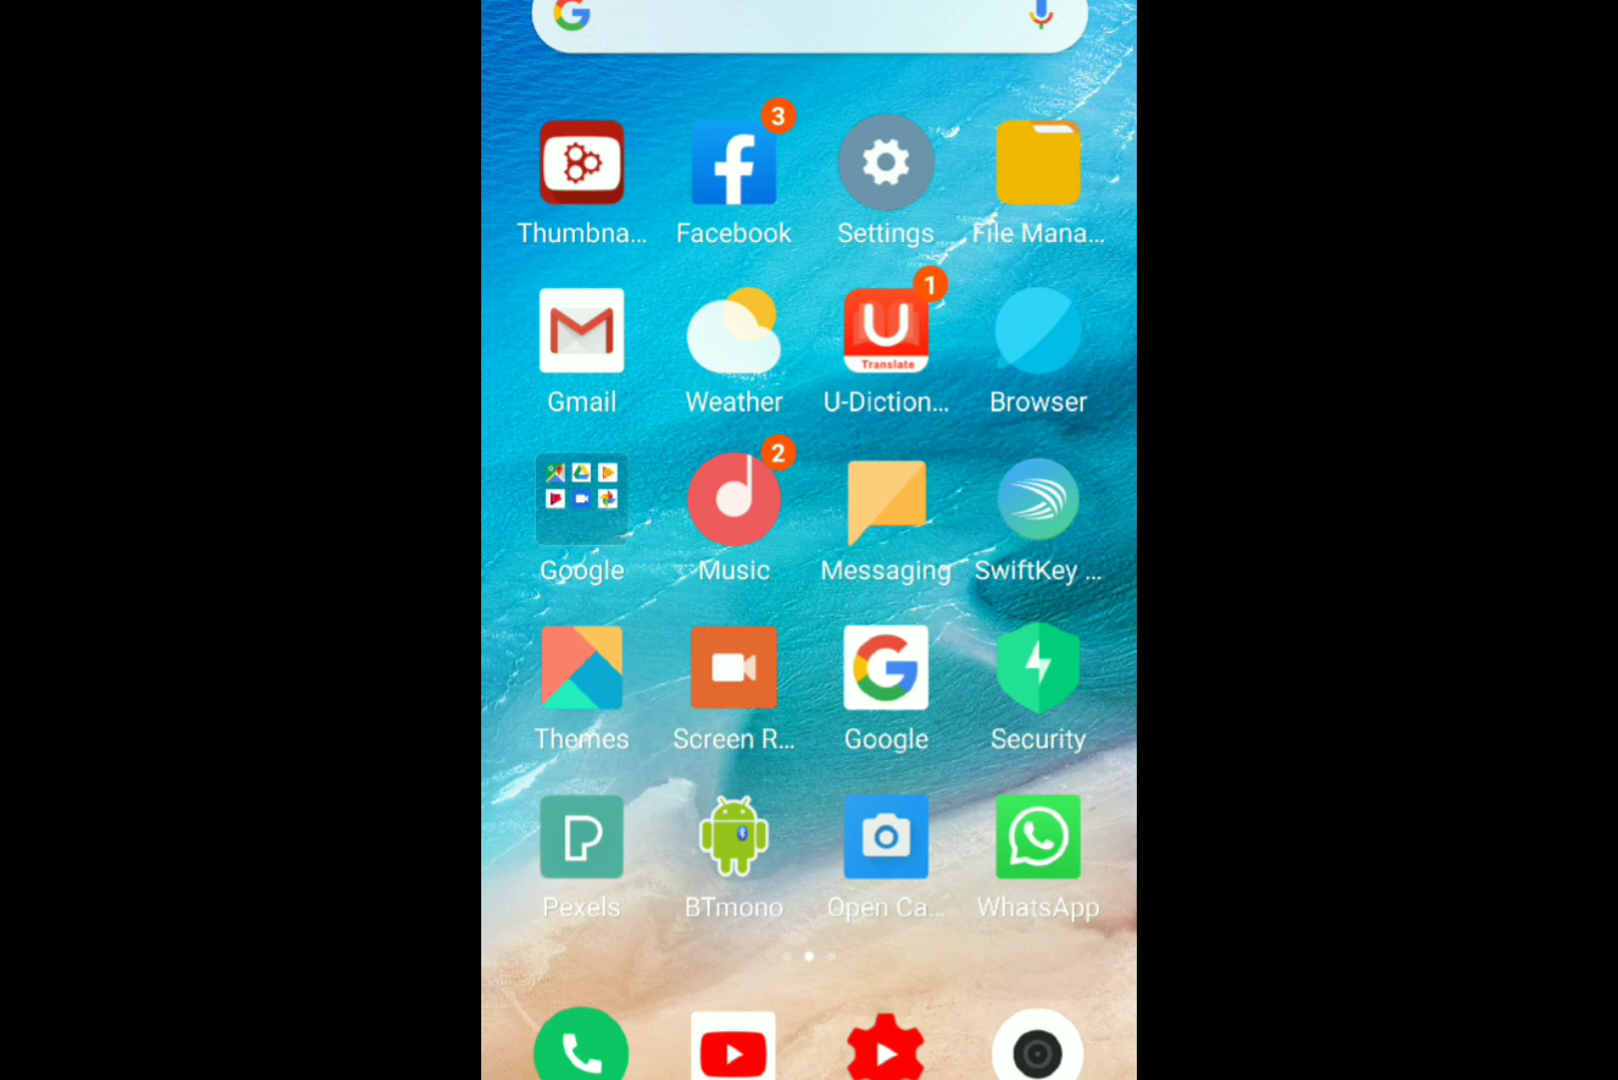 3
Thumbna... Facebook Settings File Mana...
1
U
Translate
Gmail Weather U-Diction... Browser
2
Google Music Messaging SwiftKey ...
Themes Screen R... Google Security
Pexels BTmono Open Ca... WhatsApp